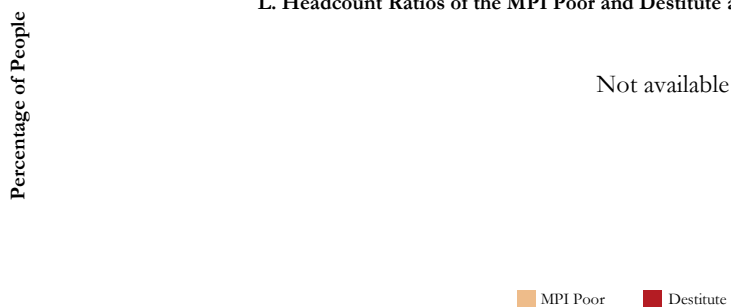 L. Headcount Ratios of the MPI Poor and Destitute
Percentage of People
Not available
MPI Poor
Destitute